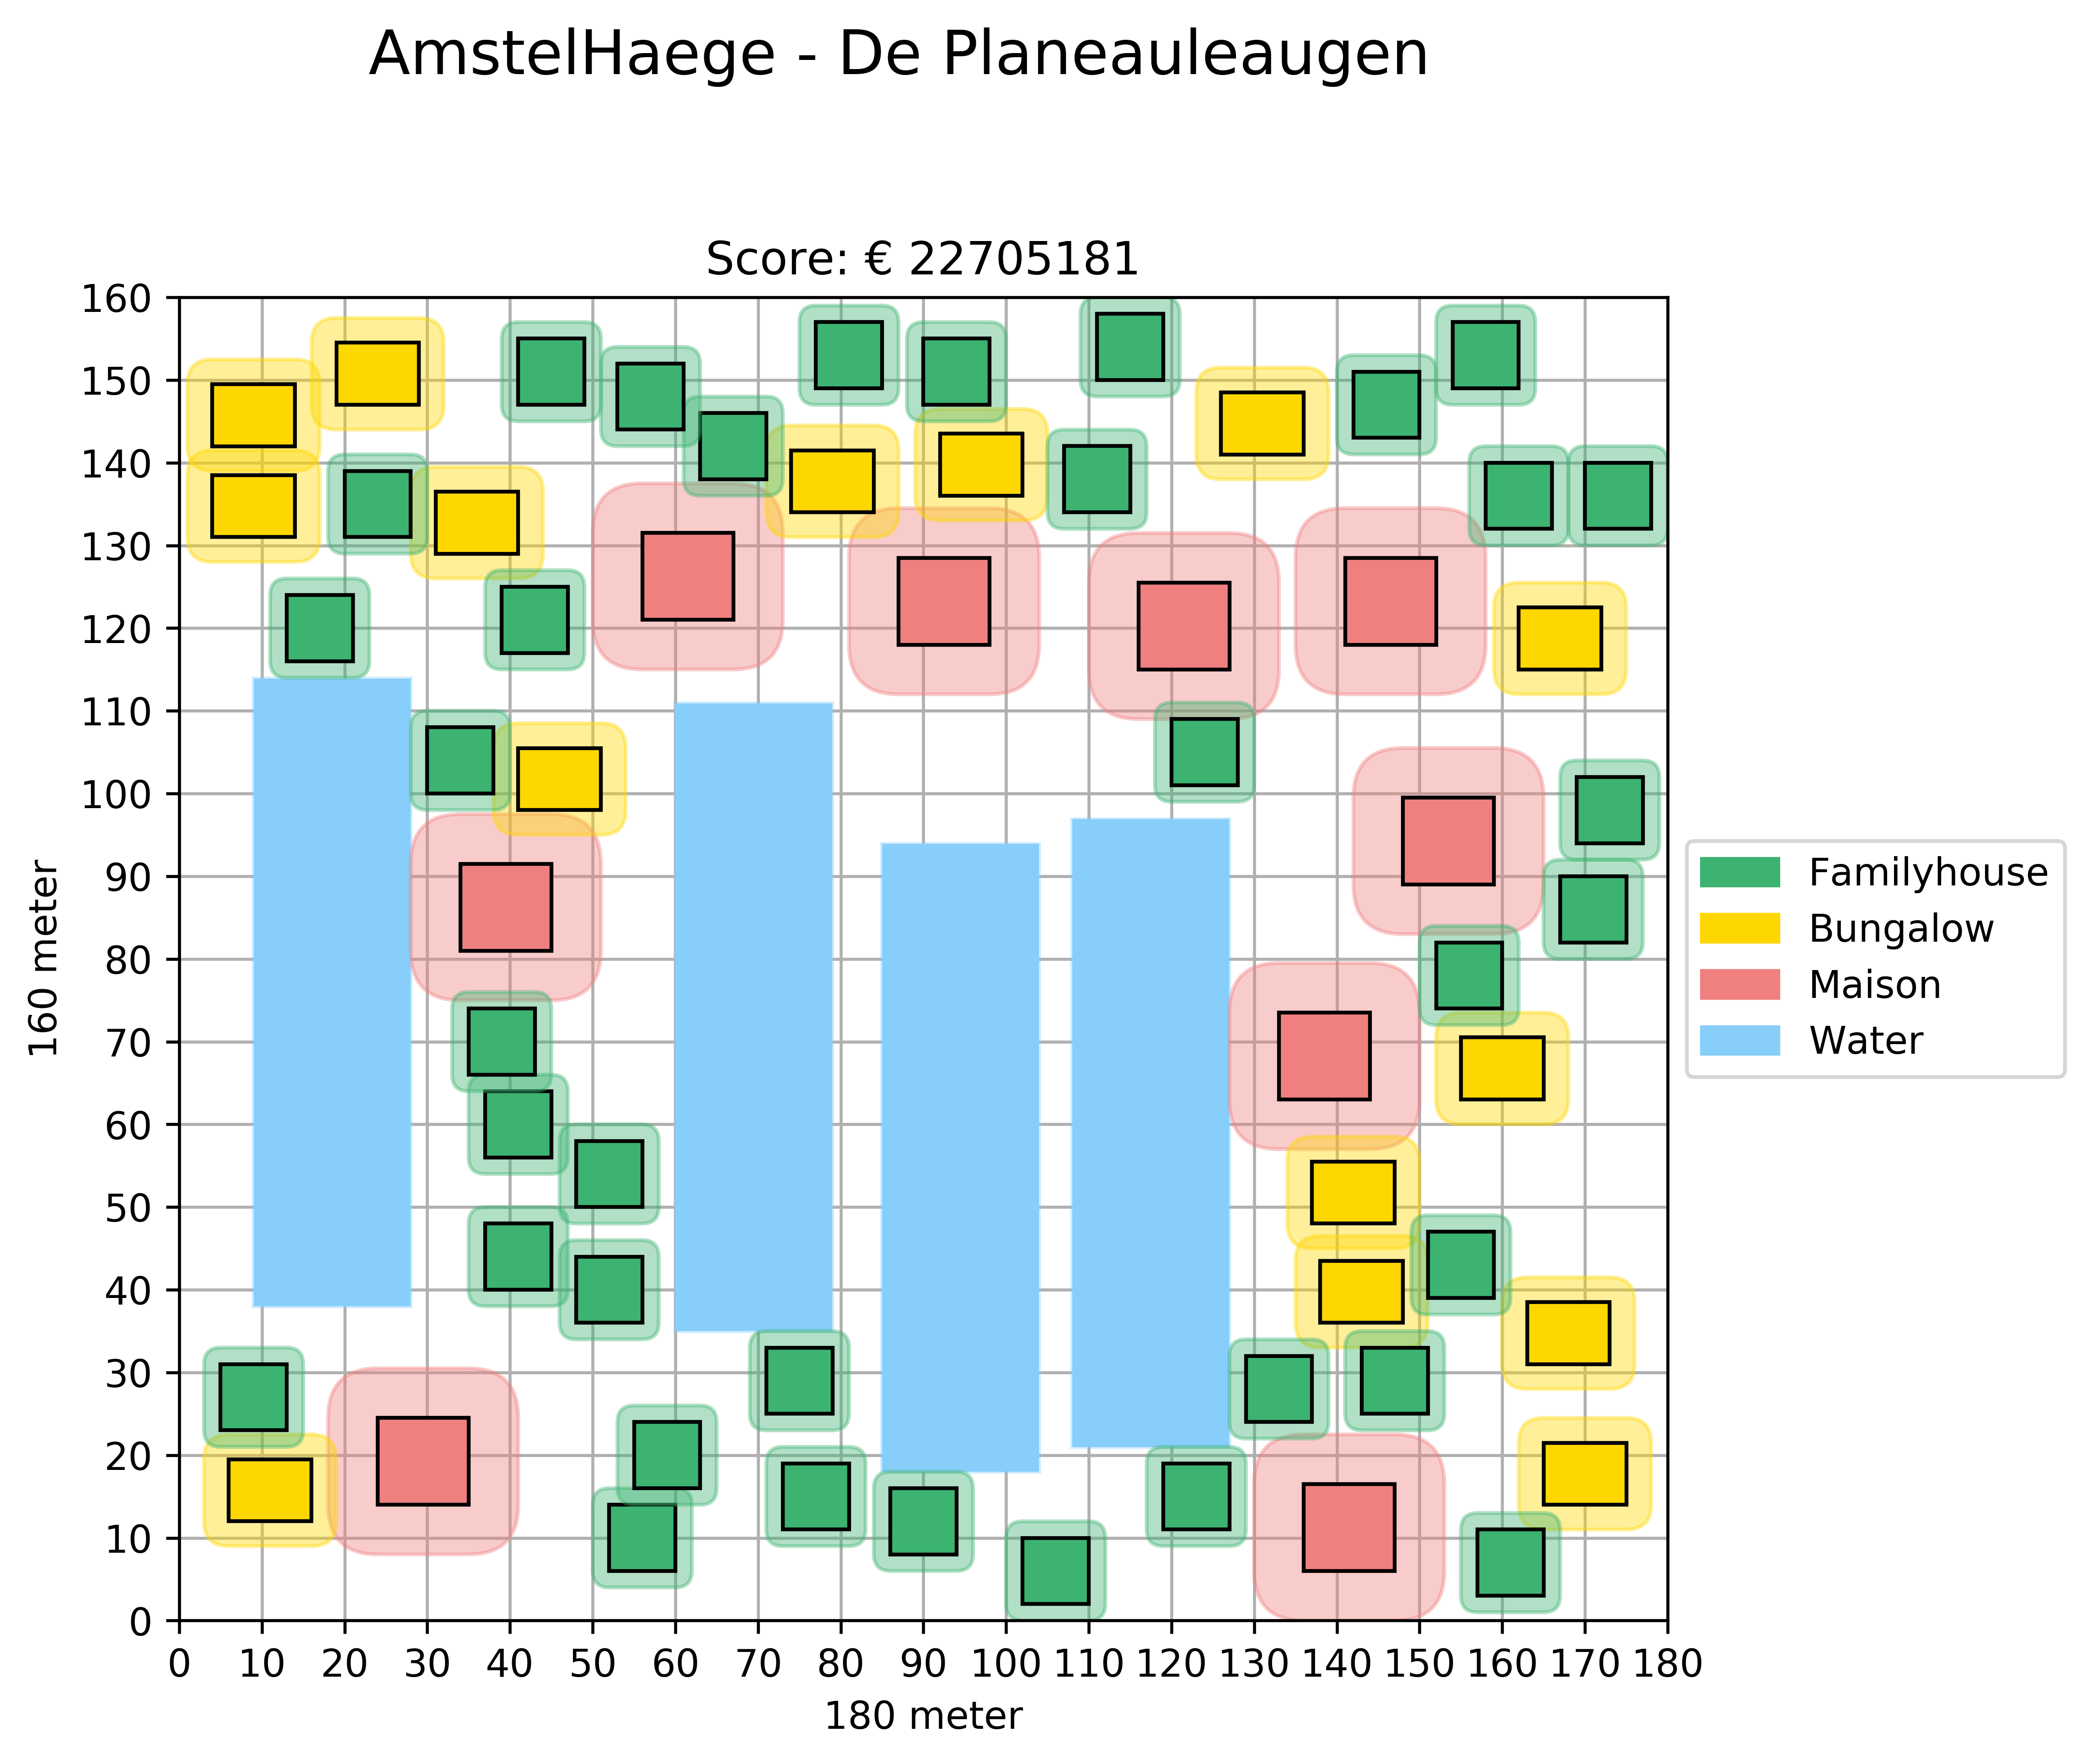 AmstelHaege - De Planeauleaugen
Score: € 22705181
160
150
140
130
120
110
100
90
80
70
60
50
40
30
20
10
0
160 meter
0 10 20 30 40 50 60 70 80 90 100 110 120 130 140 150 160 170 180
180 meter
Familyhouse
Bungalow
Maison
Water